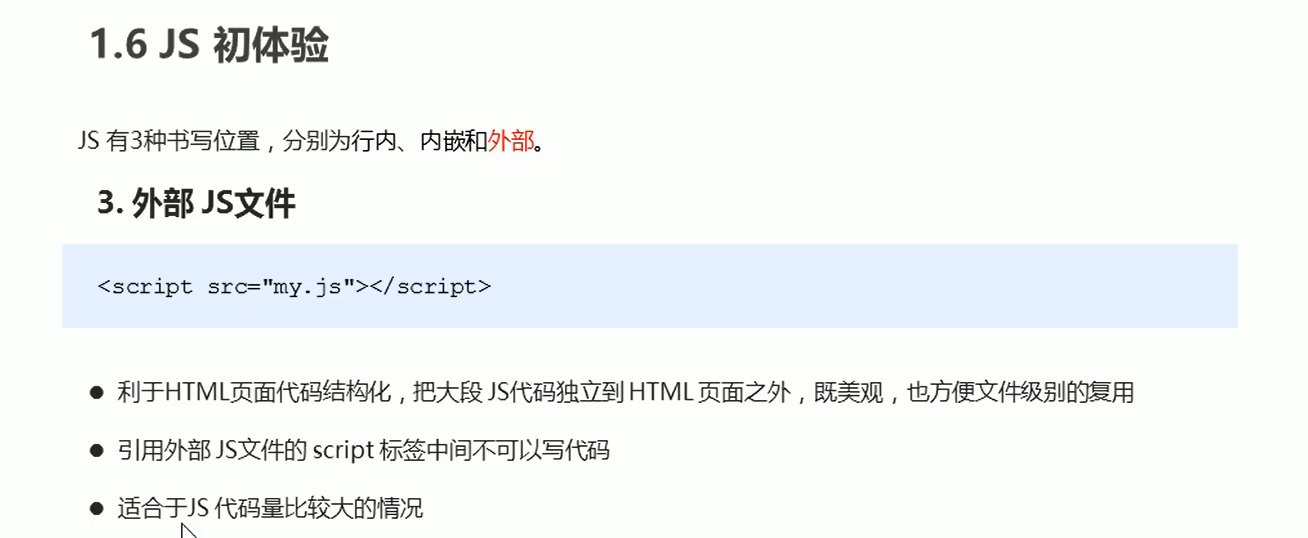 1.6 JS 初体验
JS 有3种书写位置，分别为行内、内嵌和外部。
3. 外部 JS文件
<script src="my.js"></script>
● 利于HTML页面代码结构化，把大段 JS代码独立到 HTML 页面之外，既美观，也方便文件级别的复用
● 引用外部 JS文件的 script 标签中间不可以写代码
● 适合于JS 代码量比较大的情况